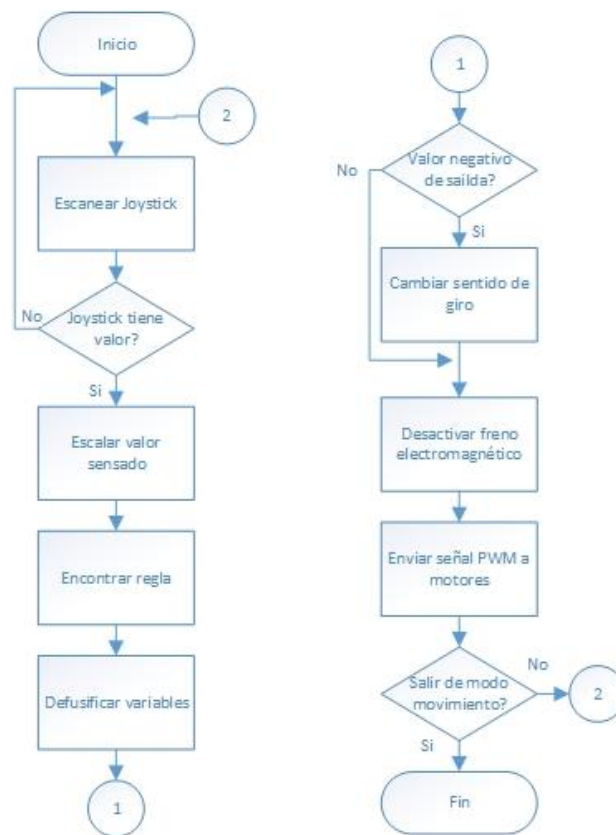 Inicio
2
Escanear Joystick
Joystick tiene
valor?
No
Si
Escalar valor
sensado
Encontrar regla
Defusificar variables
1
1
Valor negativo
de sailda?
No
Si
Cambiar sentido de
giro
Desactivar freno
electromagnético
Enviar señal PWM a
motores
Salir de modo
movimiento?
No
2
Si
Fin